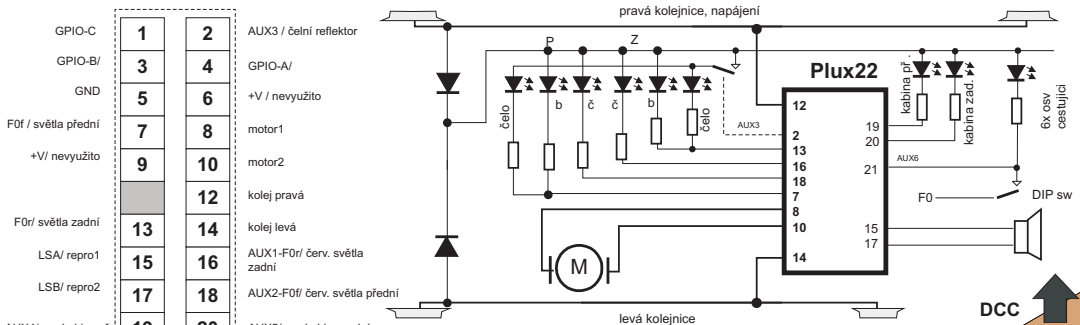 GPIO-C
1
2
AUX3 / čelní reflektor
GPIO-B/
3
4
GPIO-A/
GND
5
6
+V / nevyužito
F0f / světla přední
7
8
motor1
+V/ nevyužito
9
10
motor2
12
kolej pravá
F0r/ světla zadní
13
14
kolej levá
LSA/ repro1
15
16
AUX1-F0r/ červ. světla
zadní
LSB/ repro2
17
18
AUX2-F0f/ červ. světla přední
pravá kolejnice, napájení
P
Z
čelo
b
č
č
b
čelo
AUX3
Plux22
12
2
13
16
18
7
8
10
14
19
20
21
15
17
kabina př.
kabina zad.
6x osv
cestující
AUX6
F0
DIP sw
M
levá kolejnice
DCC